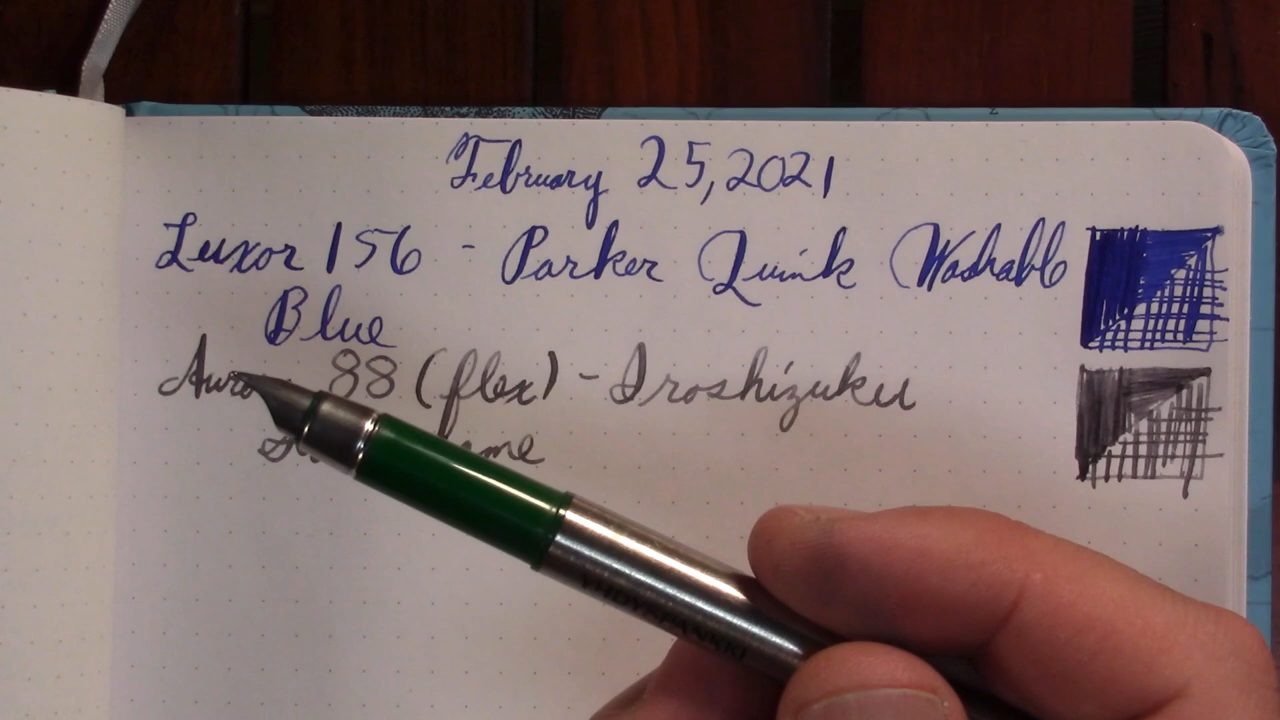 February 25, 2021
Luxor 156 - Parker Quink Washable
Blue
88 (flex) - Iroshizuku